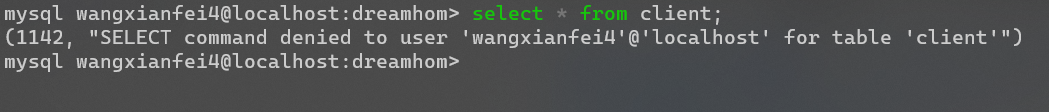 mysql wangxianfei4@localhost:dreamhom> select * from client;
(1142, "SELECT command denied to user 'wangxianfei4'@'localhost' for table 'client'")
mysql wangxianfei4@localhost:dreamhom>